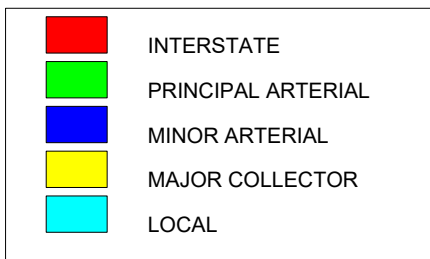 INTERSTATE
PRINCIPAL ARTERIAL
MINOR ARTERIAL
MAJOR COLLECTOR
LOCAL